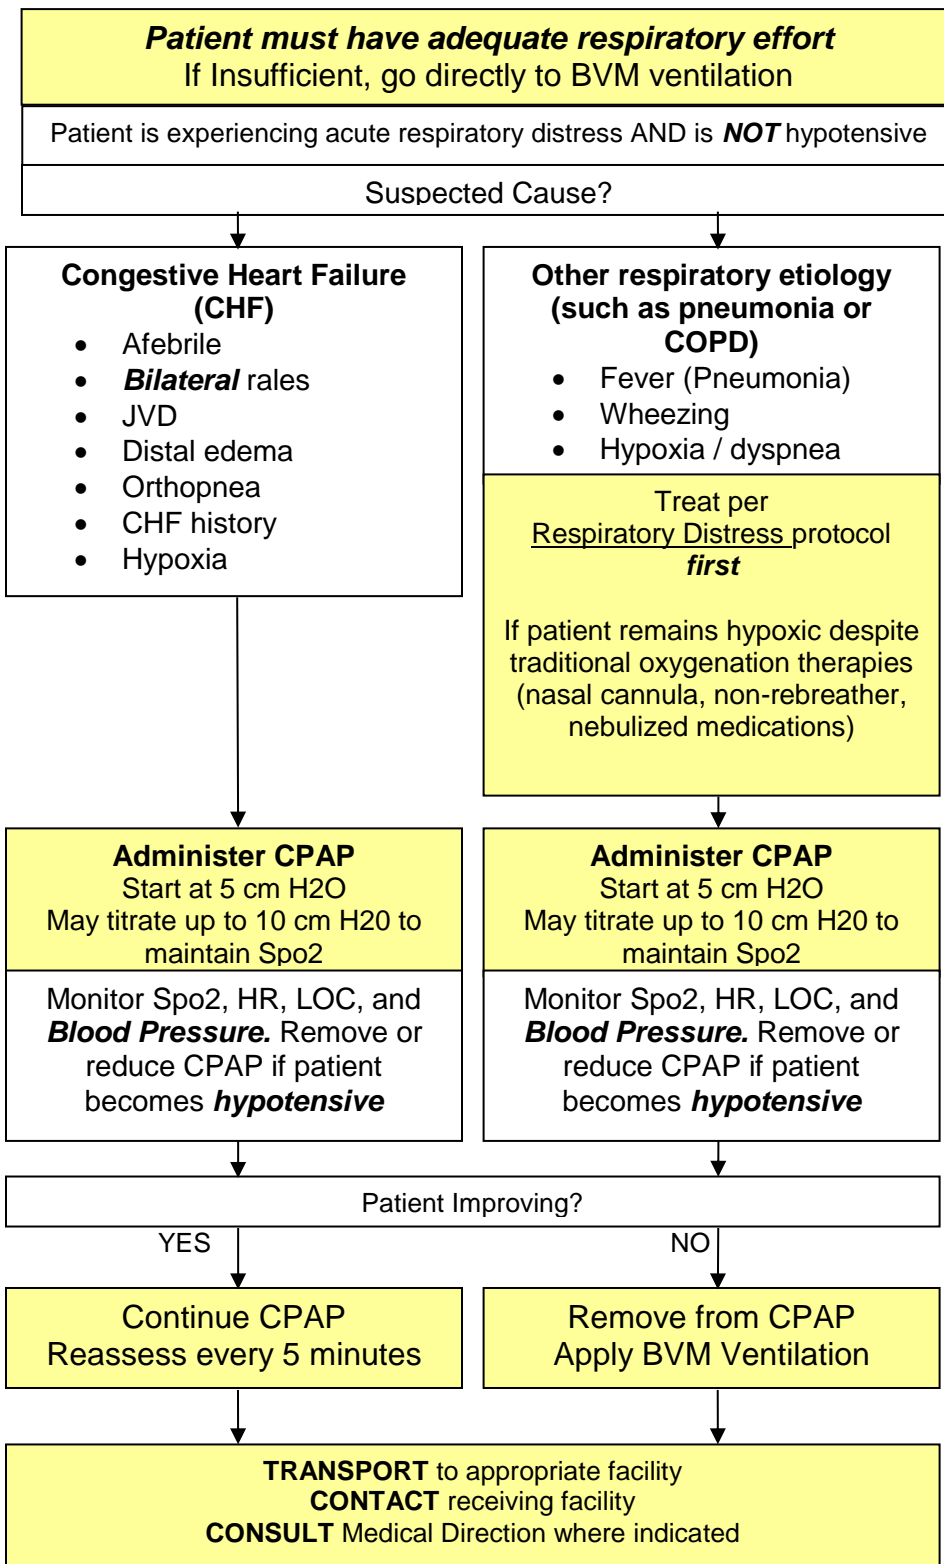 Patient must have adequate respiratory effort
If Insufficient, go directly to BVM ventilation
Patient is experiencing acute respiratory distress AND is NOT hypotensive
Suspected Cause?
Congestive Heart Failure
(CHF)
• Afebrile
• Bilateral rales
• JVD
• Distal edema
• Orthopnea
• CHF history
• Hypoxia
Other respiratory etiology
(such as pneumonia or
COPD)
• Fever (Pneumonia)
• Wheezing
• Hypoxia / dyspnea
Treat per
Respiratory Distress protocol
first
If patient remains hypoxic despite
traditional oxygenation therapies
(nasal cannula, non-rebreather,
nebulized medications)
Administer CPAP
Start at 5 cm H2O
May titrate up to 10 cm H20 to
maintain Spo2
Monitor Spo2, HR, LOC, and
Blood Pressure. Remove or
reduce CPAP if patient
becomes hypotensive
Administer CPAP
Start at 5 cm H2O
May titrate up to 10 cm H20 to
maintain Spo2
Monitor Spo2, HR, LOC, and
Blood Pressure. Remove or
reduce CPAP if patient
becomes hypotensive
Patient Improving?
YES
NO
Continue CPAP
Reassess every 5 minutes
Remove from CPAP
Apply BVM Ventilation
TRANSPORT to appropriate facility
CONTACT receiving facility
CONSULT Medical Direction where indicated